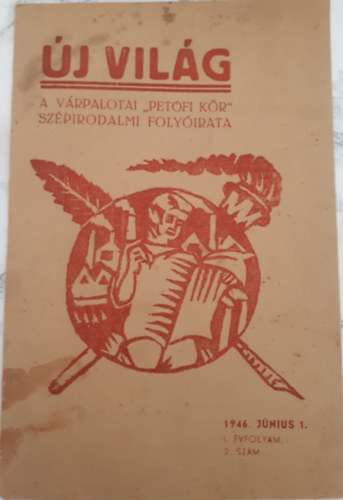 ÚJ VILÁG
A VÁRPALOTAI „PETŐFI KÖR"
SZÉPIRODALMI FOLYÓIRATA
1946. JÚNIUS 1.
I. ÉVFOLYAM,
2. SZÁM.